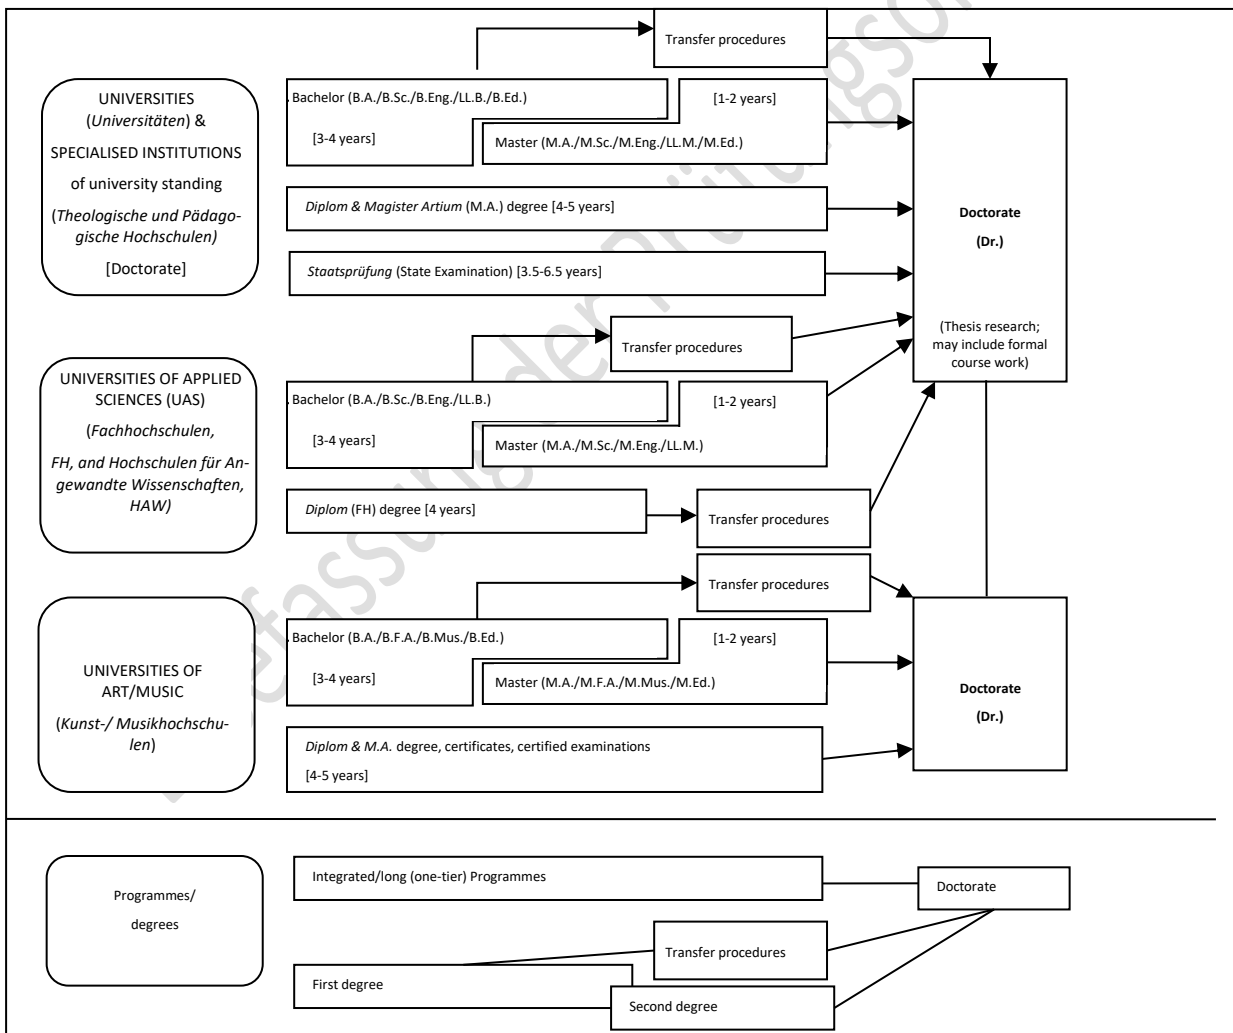 Transfer procedures
UNIVERSITIES
(Universitäten) &
SPECIALISED INSTITUTIONS
of university standing
(Theologische und Pädago-
gische Hochschulen)
[Doctorate]
Bachelor (B.A./B.Sc./B.Eng./LL.B./B.Ed.)
[3-4 years]
[1-2 years]
Master (M.A./M.Sc./M.Eng./LL.M./M.Ed.)
Diplom & Magister Artium (M.A.) degree [4-5 years]
Staatsprüfung (State Examination) [3.5-6.5 years]
Doctorate
(Dr.)
(Thesis research;
may include formal
course work)
UNIVERSITIES OF APPLIED
SCIENCES (UAS)
(Fachhochschulen,
FH, and Hochschulen für An-
gewandte Wissenschaften,
HAW)
Transfer procedures
Bachelor (B.A./B.Sc./B.Eng./LL.B.)
[3-4 years]
[1-2 years]
Master (M.A./M.Sc./M.Eng./LL.M.)
Diplom (FH) degree [4 years]
Transfer procedures
UNIVERSITIES OF
ART/MUSIC
(Kunst-/ Musikhochschu-
len)
Transfer procedures
Bachelor (B.A./B.F.A./B.Mus./B.Ed.)
[3-4 years]
[1-2 years]
Master (M.A./M.F.A./M.Mus./M.Ed.)
Diplom & M.A. degree, certificates, certified examinations
[4-5 years]
Doctorate
(Dr.)
Programmes/
degrees
Integrated/long (one-tier) Programmes
Doctorate
Transfer procedures
First degree
Second degree